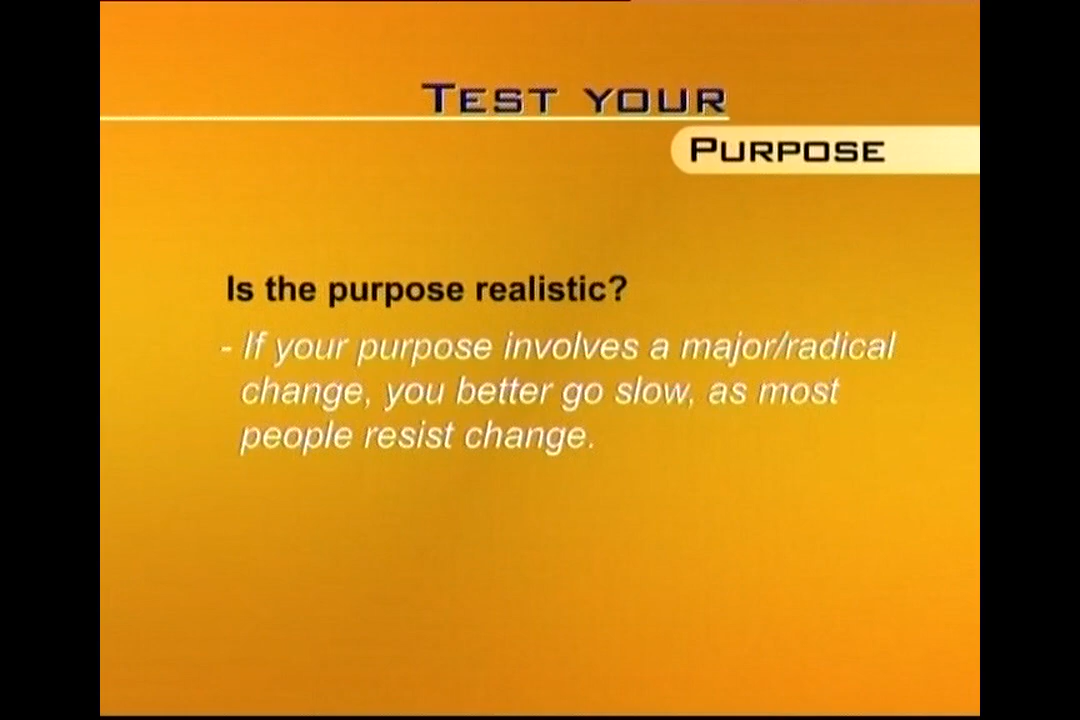 TEST YOUR
PURPOSE
Is the purpose realistic?
- If your purpose involves a major/radical
change, you better go slow, as most
people resist change.